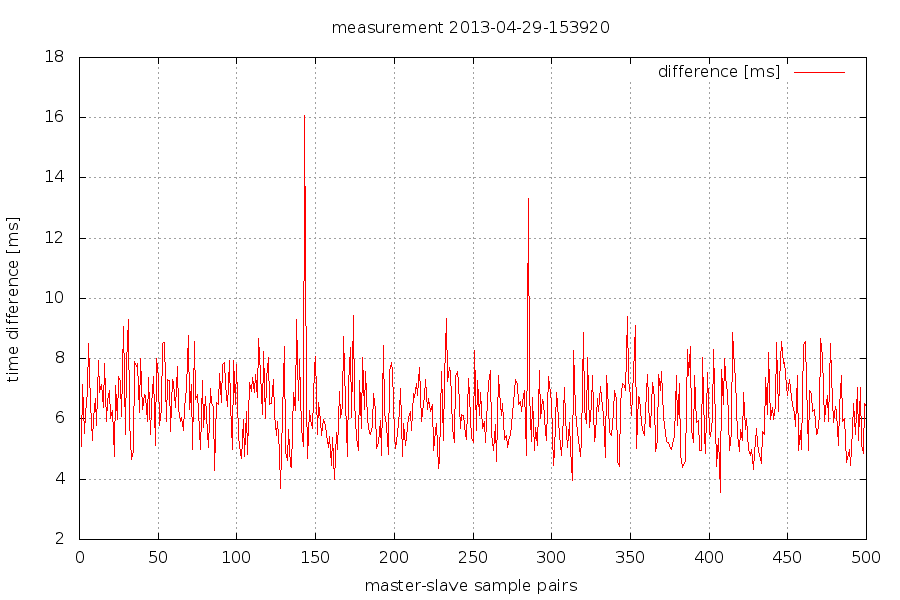 measurement 2013-04-29-153920
difference [ms]
18
16
14
12
10
8
6
4
2
time difference [ms]
0 50 100 150 200 250 300 350 400 450 500
master-slave sample pairs